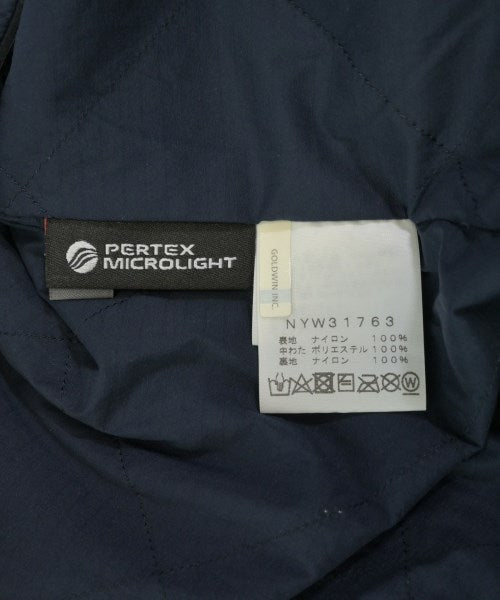 PERTEX
MICROLIGHT
GOLDWIN INC.
NYW31763
表地 ナイロン 100%
中わた ポリエステル 100%
裏地 ナイロン 100%
W